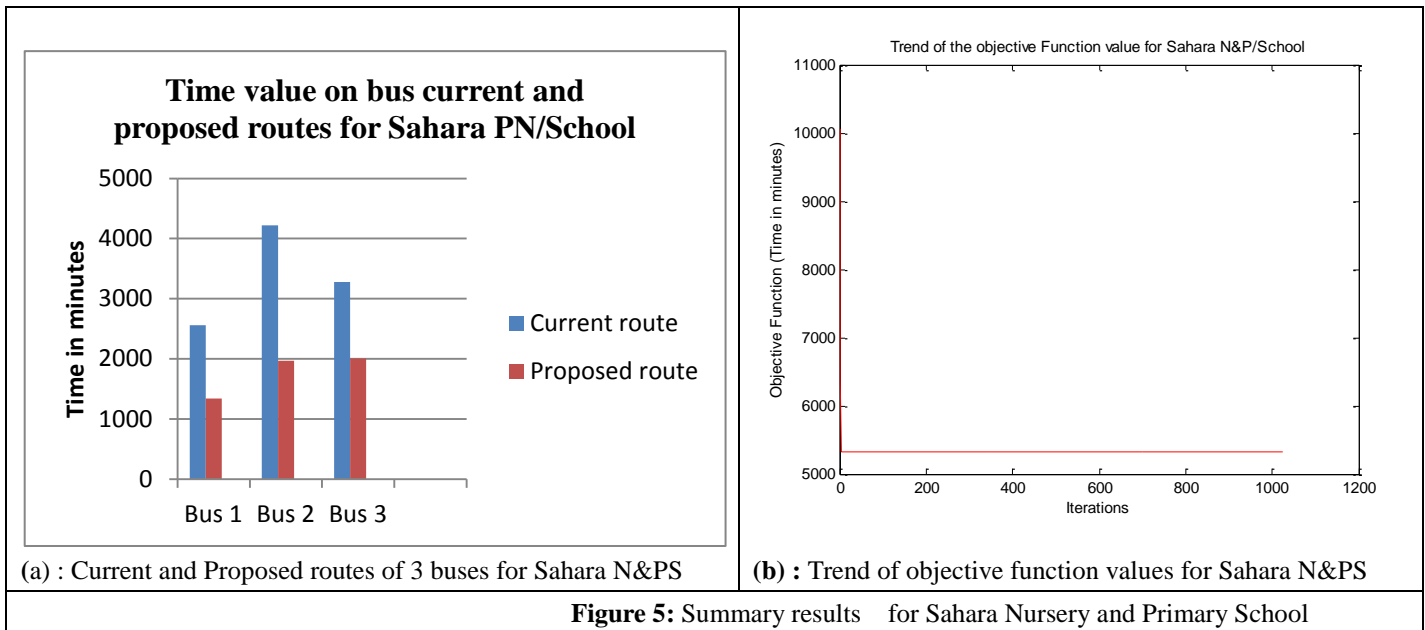 Time value on bus current and
proposed routes for Sahara PN/School
5000
4000
3000
2000
1000
0
Time in minutes
Bus 1 Bus 2 Bus 3
Current route
Proposed route
(a) : Current and Proposed routes of 3 buses for Sahara N&PS
Trend of the objective Function value for Sahara N&P/School
11000
10000
9000
8000
7000
6000
5000
Objective Function (Time in minutes)
0 200 400 600 800 1000 1200
Iterations
(b) : Trend of objective function values for Sahara N&PS
Figure 5: Summary results for Sahara Nursery and Primary School